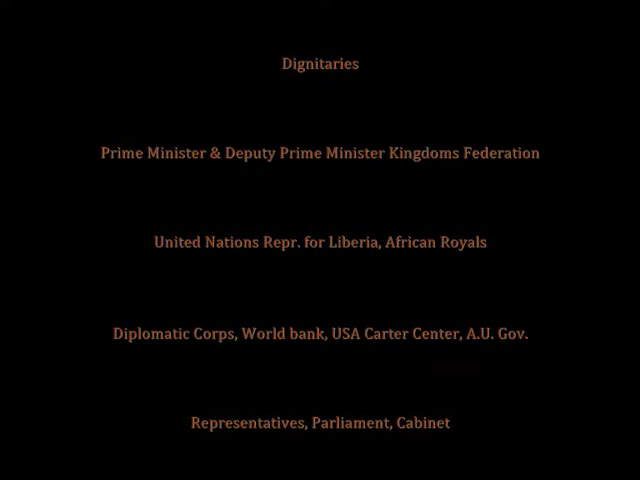 Dignitaries
Prime Minister & Deputy Prime Minister Kingdoms Federation
United Nations Repr. for Liberia, African Royals
Diplomatic Corps, World bank, USA Carter Center, A.U. Gov.
Representatives, Parliament, Cabinet